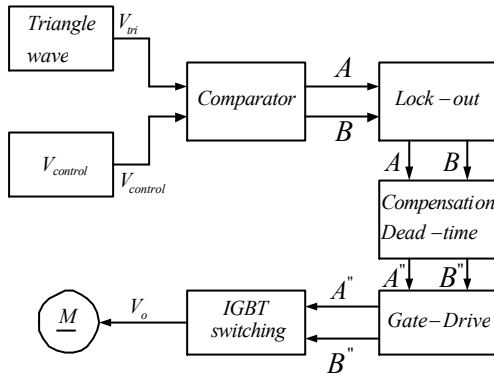 Triangle
wave
V_tri
V_control
V_control
Comparator
A
B
Lock-out
A
B
Compensation
Dead-time
A"
B"
Gate-Drive
A"
B"
IGBT
switching
V_o
M